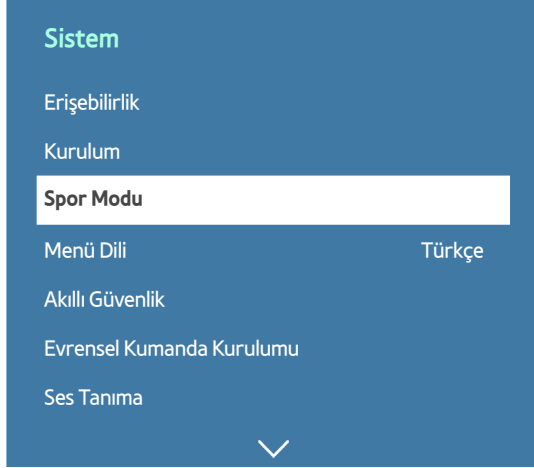 Sistem
Erişebilirlik
Kurulum
Spor Modu
Menü Dili Türkçe
Akıllı Güvenlik
Evrensel Kumanda Kurulumu
Ses Tanıma